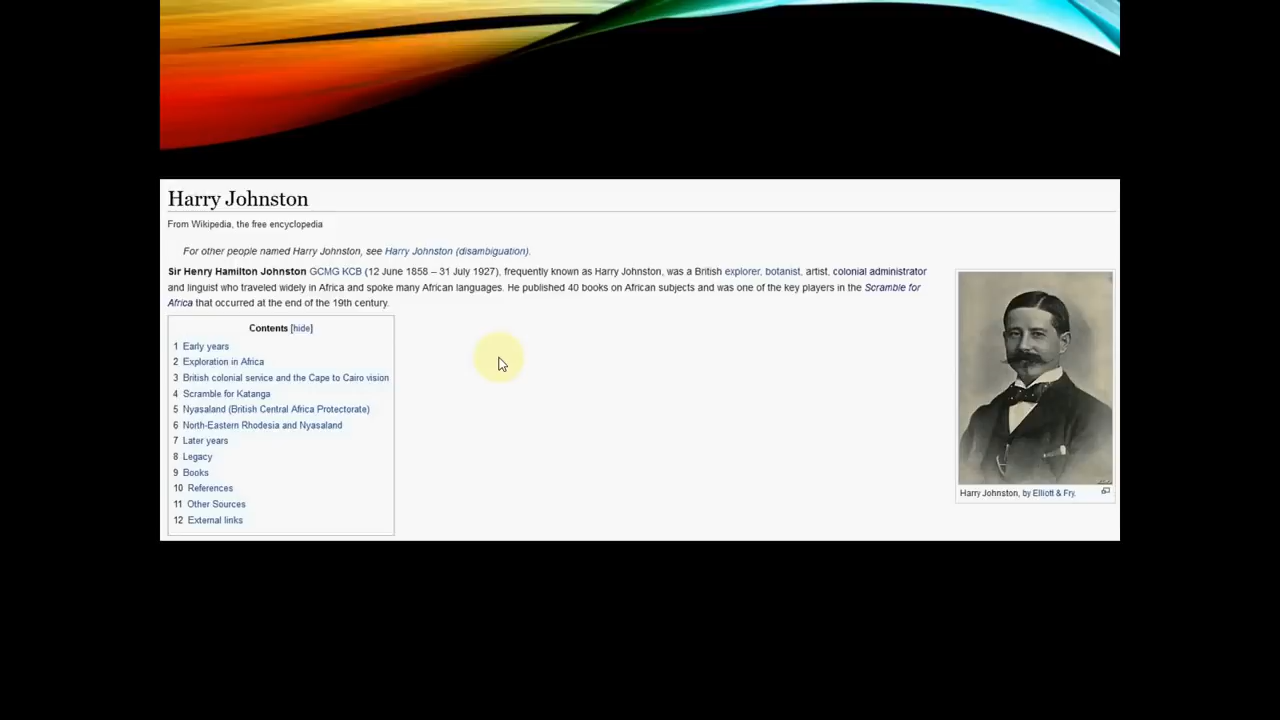 Harry Johnston
From Wikipedia, the free encyclopedia
For other people named Harry Johnston, see Harry Johnston (disambiguation).
Sir Henry Hamilton Johnston GCMG KCB (12 June 1858 – 31 July 1927), frequently known as Harry Johnston, was a British explorer, botanist, artist, colonial administrator
and linguist who traveled widely in Africa and spoke many African languages. He published 40 books on African subjects and was one of the key players in the Scramble for
Africa that occurred at the end of the 19th century.
Contents [hide]
1 Early years
2 Exploration in Africa
3 British colonial service and the Cape to Cairo vision
4 Scramble for Katanga
5 Nyasaland (British Central Africa Protectorate)
6 North-Eastern Rhodesia and Nyasaland
7 Later years
8 Legacy
9 Books
10 References
11 Other Sources
12 External links
Harry Johnston, by Elliott & Fry.